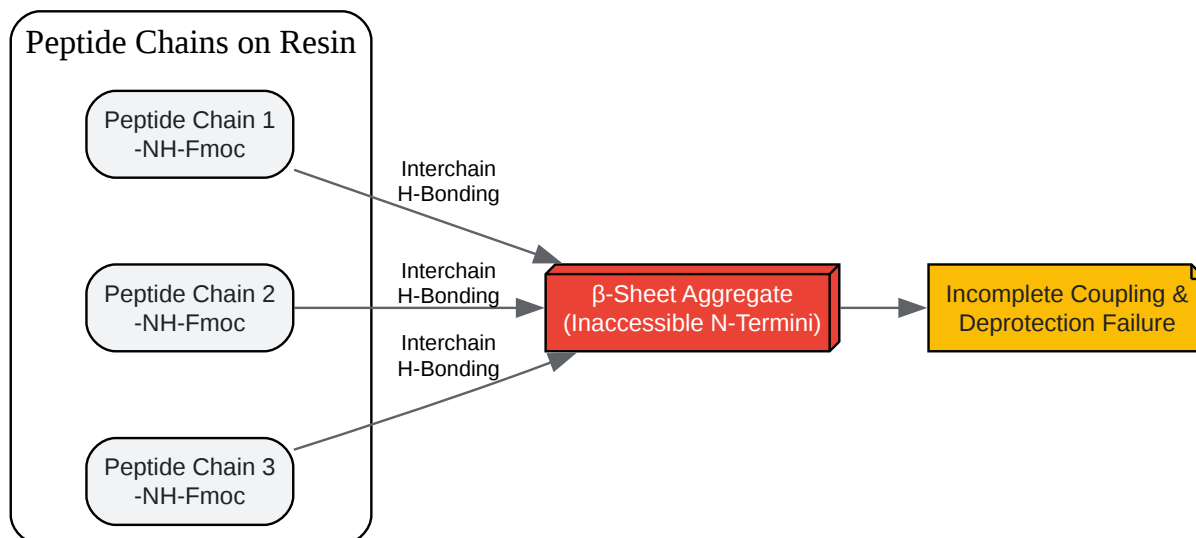 Peptide Chains on Resin
Peptide Chain 1
-NH-Fmoc
Interchain
H-Bonding
Peptide Chain 2
-NH-Fmoc
Interchain
H-Bonding
β-Sheet Aggregate
(Inaccessible N-Termini)
Incomplete Coupling &
Deprotection Failure
Interchain
H-Bonding
Peptide Chain 3
-NH-Fmoc